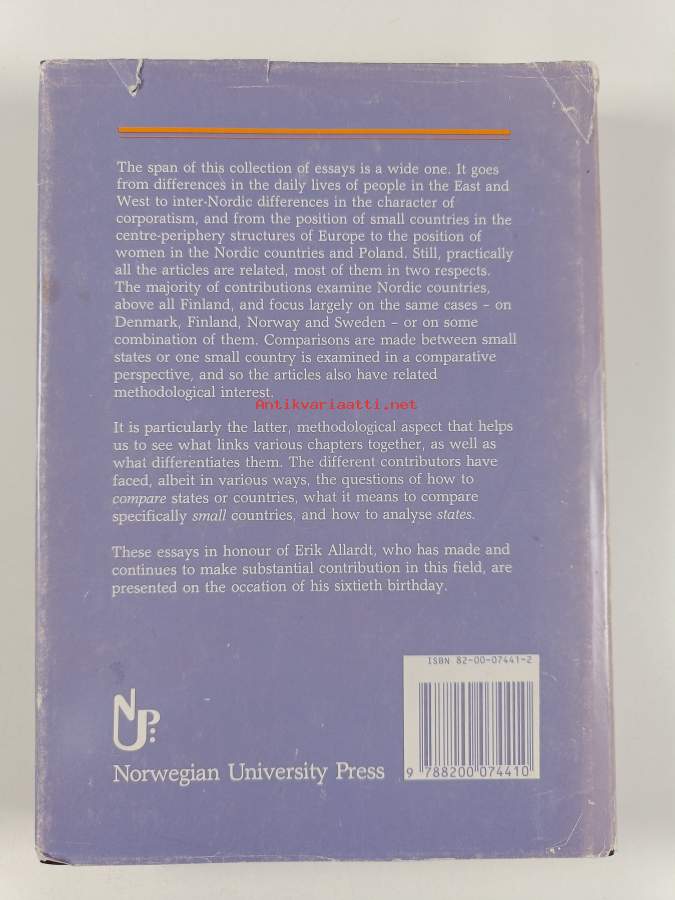 The span of this collection of essays is a wide one. It goes
from differences in the daily lives of people in the East and
West to inter-Nordic differences in the character of
corporatism, and from the position of small countries in the
centre-periphery structures of Europe to the position of
women in the Nordic countries and Poland. Still, practically
all the articles are related, most of them in two respects.
The majority of contributions examine Nordic countries,
above all Finland, and focus largely on the same cases – on
Denmark, Finland, Norway and Sweden – or on some
combination of them. Comparisons are made between small
states or one small country is examined in a comparative
perspective, and so the articles also have related
methodological interest.
Antikvariaatti.net
It is particularly the latter, methodological aspect that helps
us to see what links various chapters together, as well as
what differentiates them. The different contributors have
faced, albeit in various ways, the questions of how to
compare states or countries, what it means to compare
specifically small countries, and how to analyse states.
These essays in honour of Erik Allardt, who has made and
continues to make substantial contribution in this field, are
presented on the occation of his sixtieth birthday.
ISBN 82-00-07441-2
NUP:
Norwegian University Press
9 788200 074410